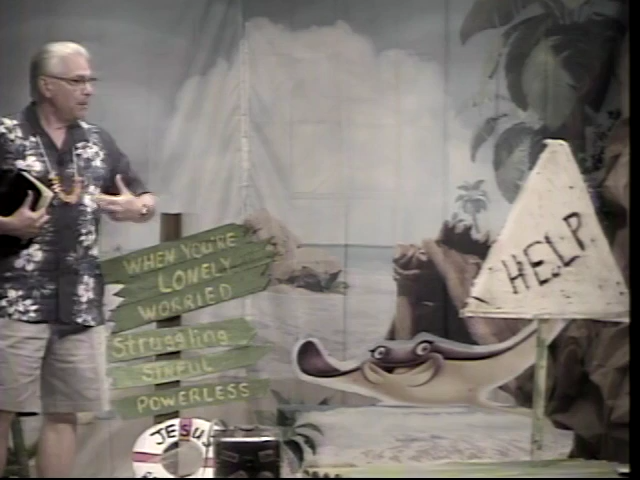 WHEN YOU'RE
LONELY
WORRIED
Struggling
SINFUL
POWERLESS
JESUS
HELP